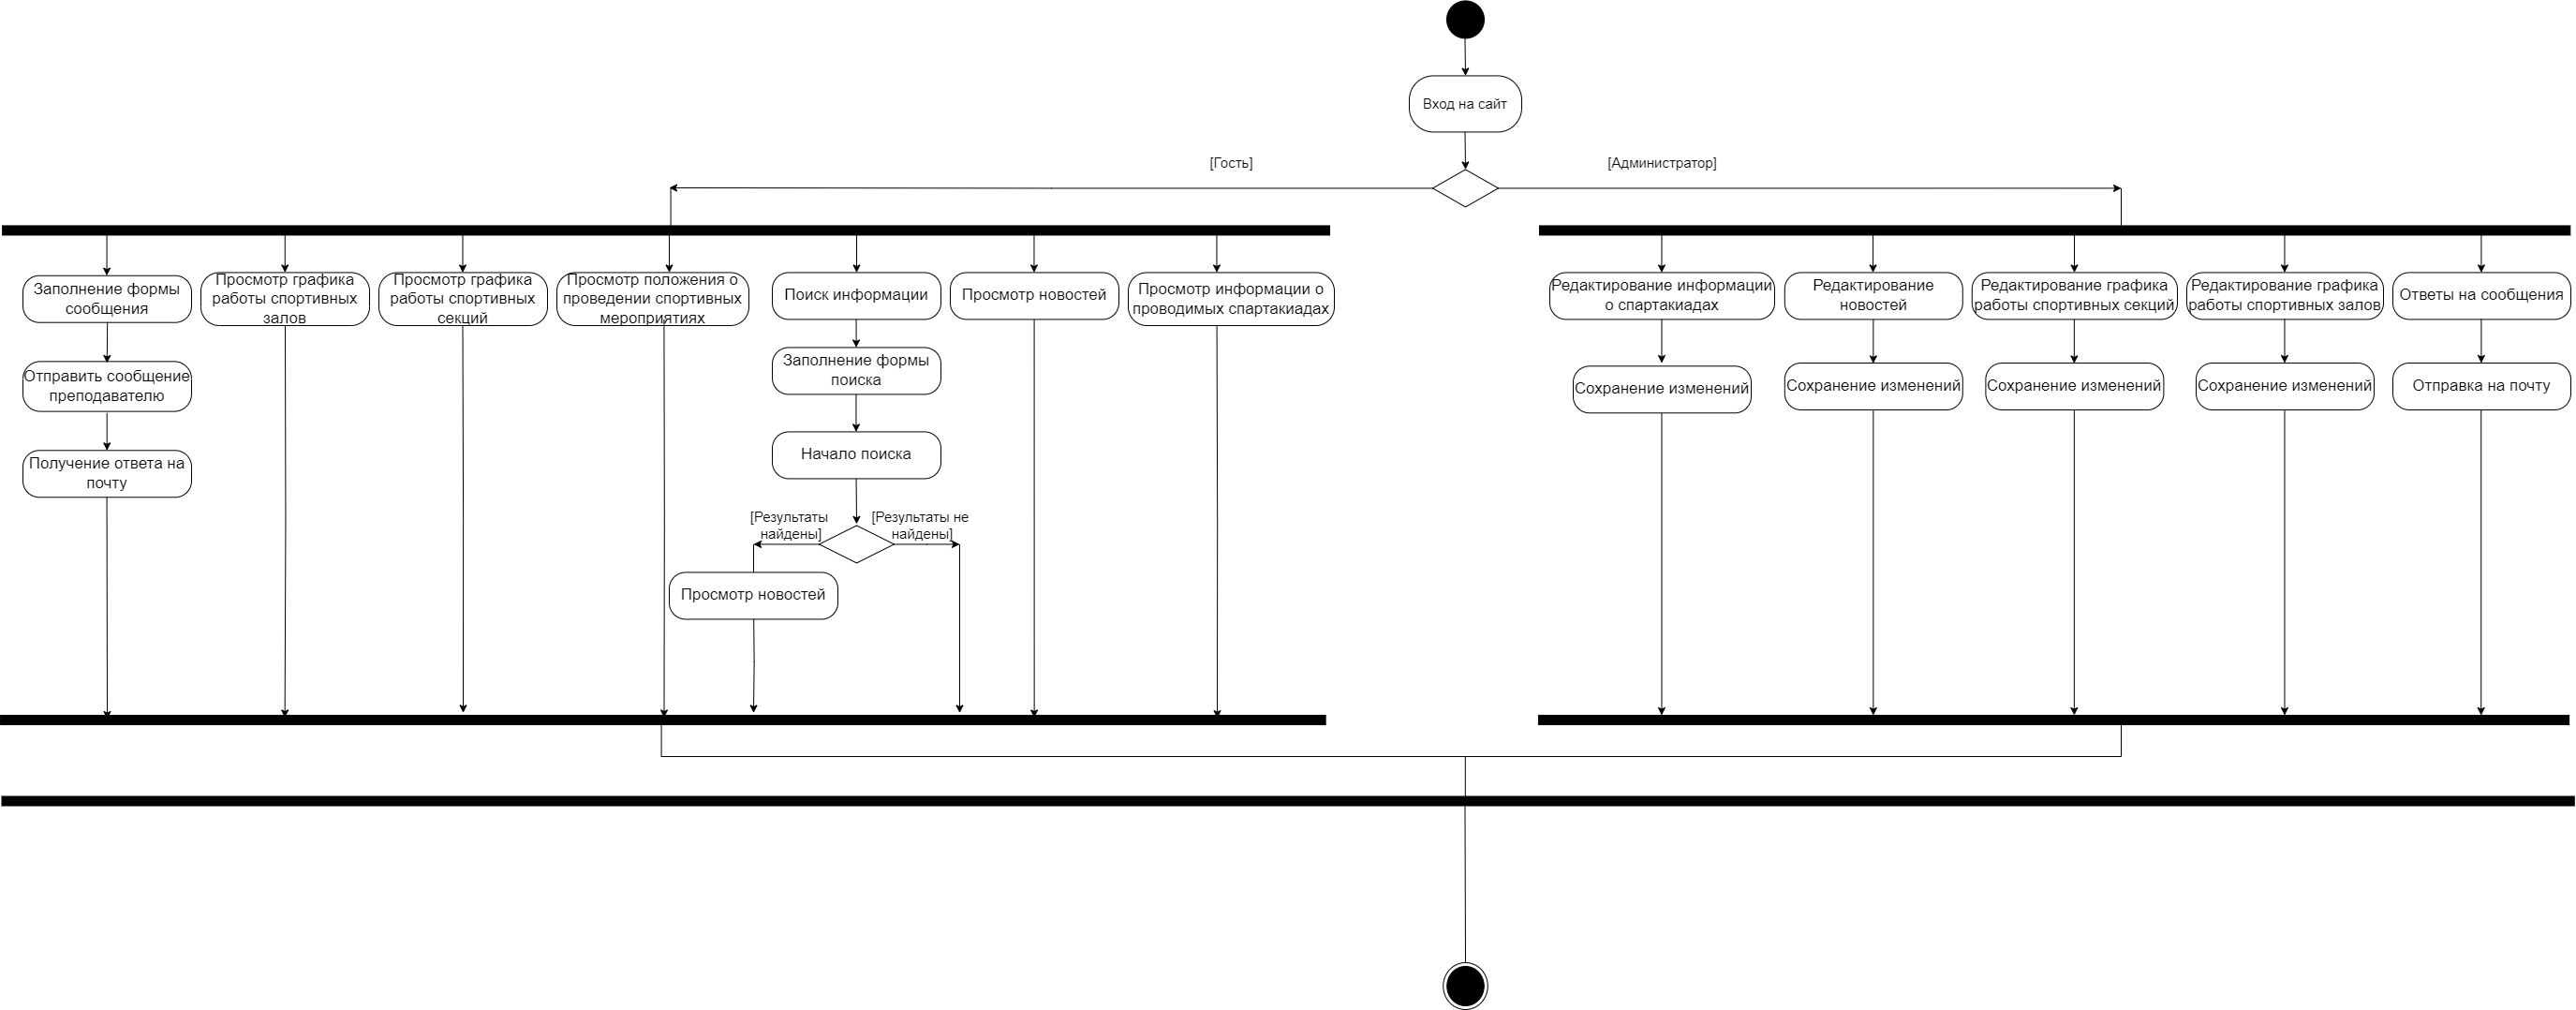 Вход на сайт
[Гость]
[Администратор]
Заполнение формы
сообщения
Просмотр графика
работы спортивных
залов
Просмотр графика
работы спортивных
секций
Просмотр положения о
проведении спортивных
мероприятиях
Поиск информации
Просмотр новостей
Просмотр информации о
проводимых спартакиадах
Редактирование информации
о спартакиадах
Редактирование
новостей
Редактирование графика
работы спортивных секций
Редактирование графика
работы спортивных залов
Ответы на сообщения
Отправить сообщение
преподавателю
Заполнение формы
поиска
Сохранение изменений
Сохранение изменений
Сохранение изменений
Сохранение изменений
Отправка на почту
Получение ответа на
почту
Начало поиска
[Результаты
найдены]
[Результаты не
найдены]
Просмотр новостей